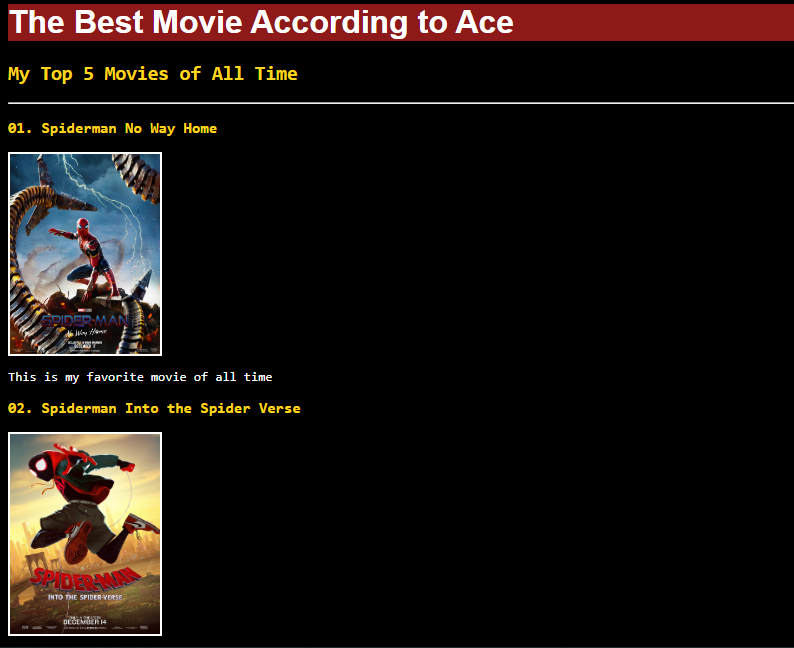 The Best Movie According to Ace
My Top 5 Movies of All Time
01. Spiderman No Way Home
SPIDER-MAN
No Way Home
DECEMBER 17
This is my favorite movie of all time
02. Spiderman Into the Spider Verse
SPIDER-MAN
INTO THE SPIDER-VERSE
DECEMBER 14